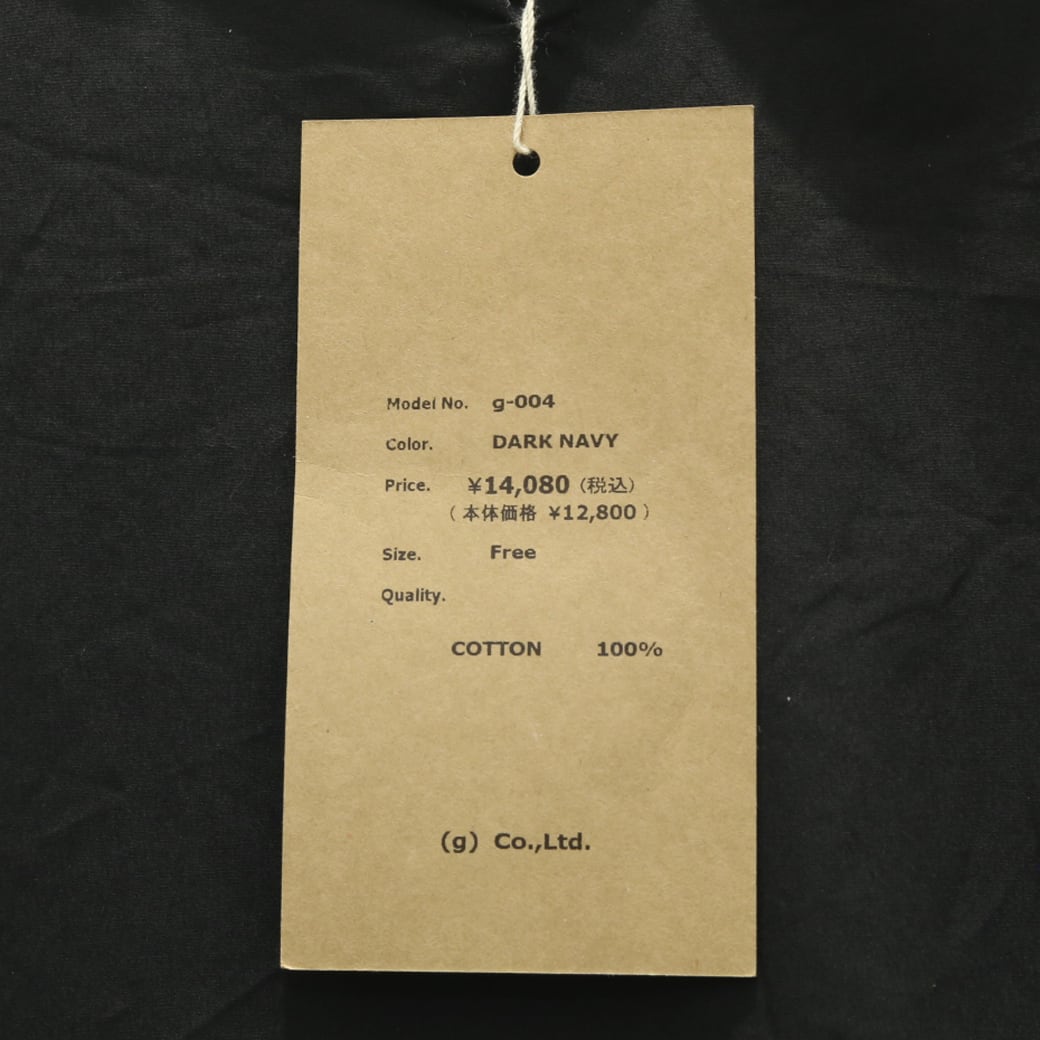 Model No. g-004
Color. DARK NAVY
Price. ¥14,080（税込）
（本体価格 ¥12,800）
Size. Free
Quality.
COTTON 100%
（g）Co.,Ltd.